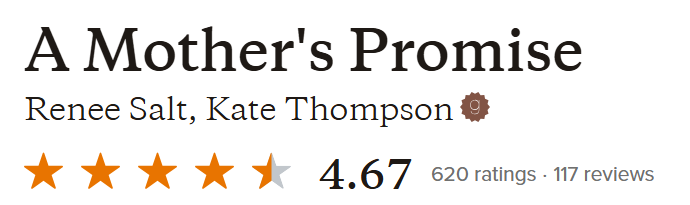 A Mother's Promise
Renee Salt, Kate Thompson g
4.67 620 ratings · 117 reviews